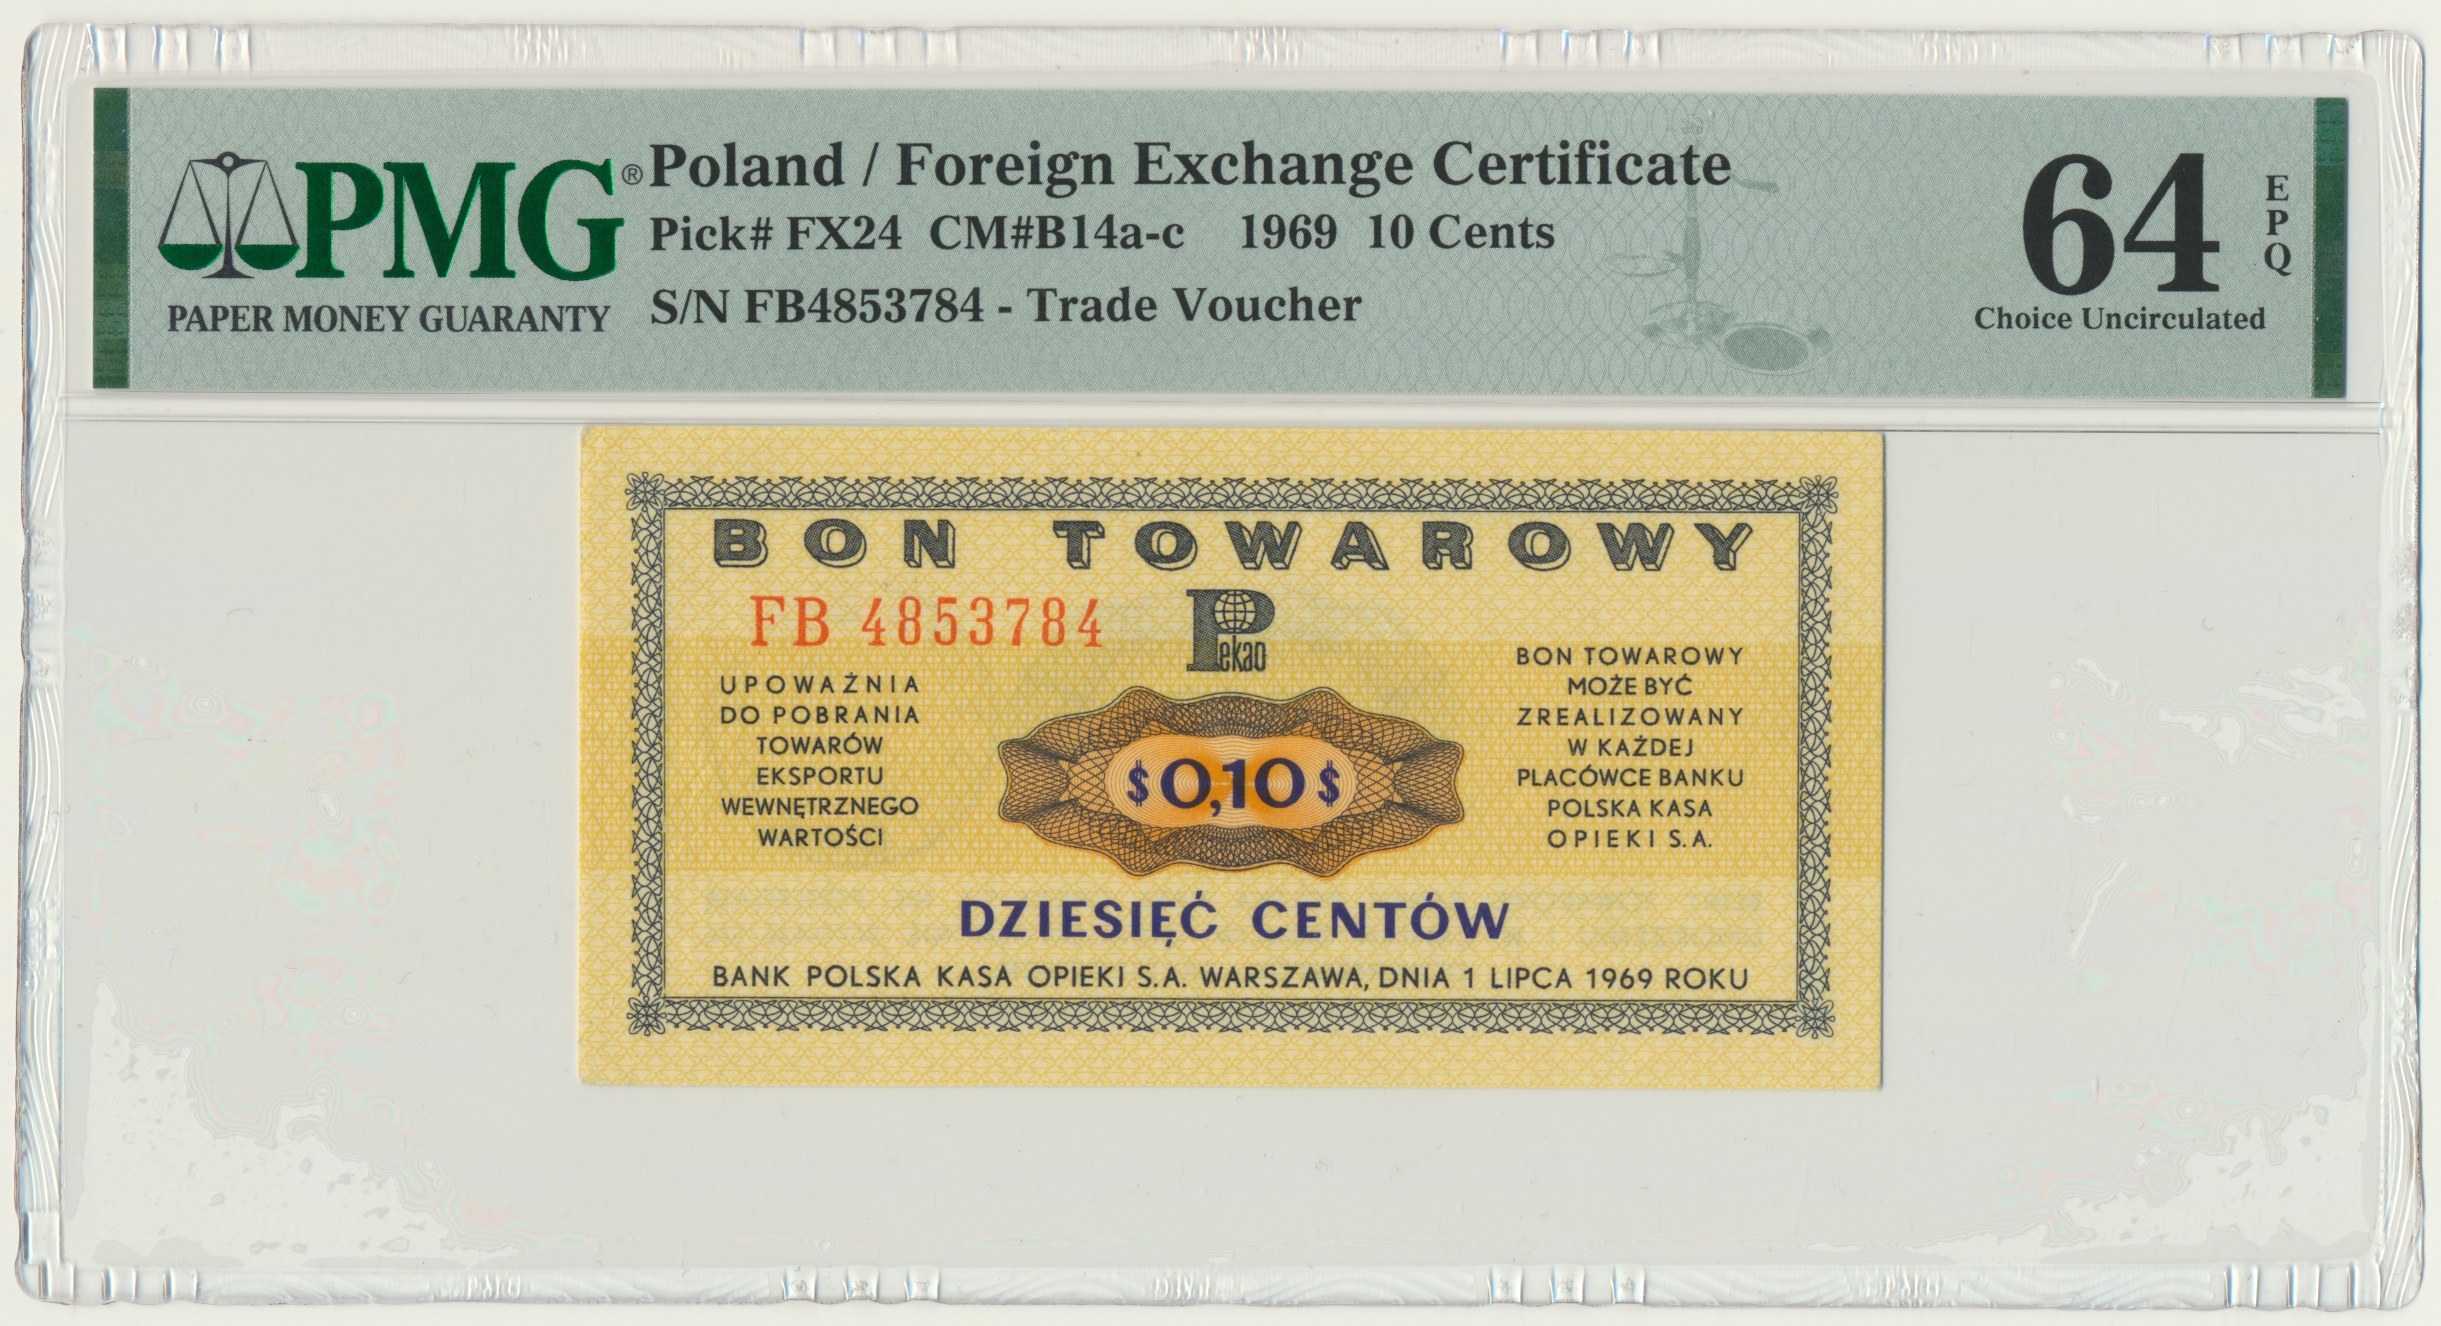 PMG®
PAPER MONEY GUARANTY
Poland / Foreign Exchange Certificate
Pick# FX24 CM#B14a-c 1969 10 Cents
S/N FB4853784 - Trade Voucher
64
EPQ
Choice Uncirculated
BON TOWAROWY
FB 4853784
Pekao
UPOWAŻNIA
DO POBRANIA
TOWARÓW
EKSPORTU
WEWNĘTRZNEGO
WARTOŚCI
$0,10$
BON TOWAROWY
MOŻE BYĆ
ZREALIZOWANY
W KAŻDEJ
PLACÓWCE BANKU
POLSKA KASA
OPIEKI S.A.
DZIESIĘĆ CENTÓW
BANK POLSKA KASA OPIEKI S.A. WARSZAWA, DNIA 1 LIPCA 1969 ROKU